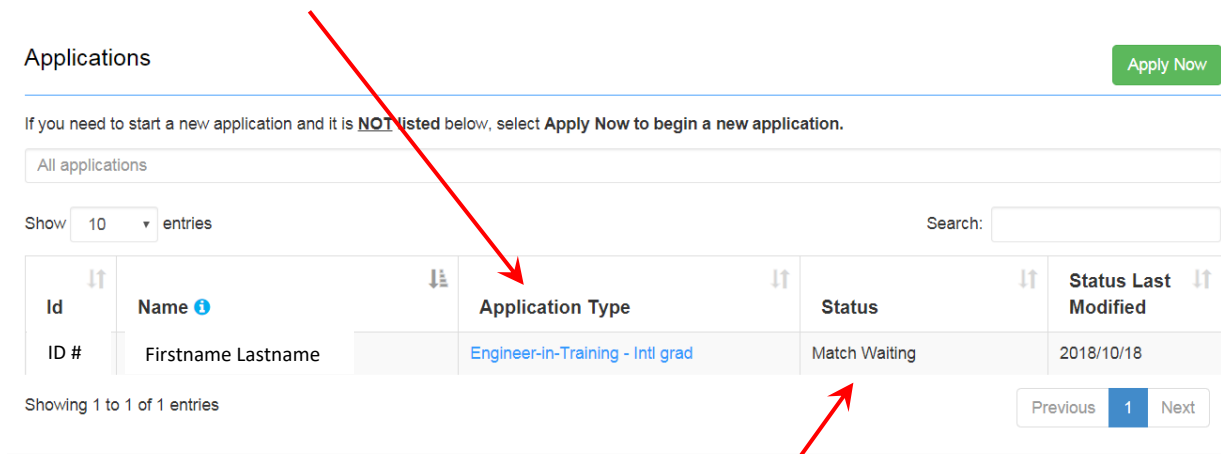 Applications
Apply Now
If you need to start a new application and it is NOT listed below, select Apply Now to begin a new application.
All applications
Show 10 entries Search:
Id Name Application Type Status Status Last Modified
ID # Firstname Lastname Engineer-in-Training - Intl grad Match Waiting 2018/10/18
Showing 1 to 1 of 1 entries Previous 1 Next